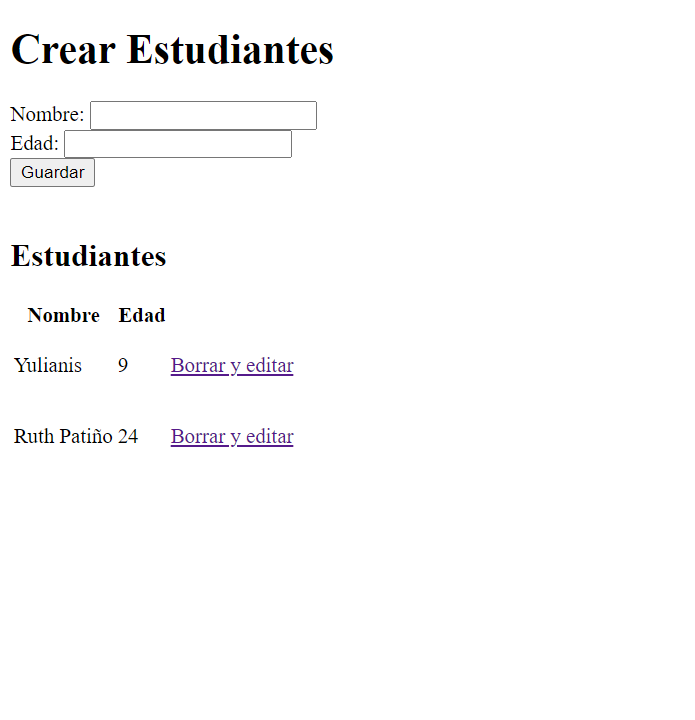 Crear Estudiantes
Nombre:
Edad:
Guardar
Estudiantes
Nombre Edad
Yulianis 9 Borrar y editar
Ruth Patiño 24 Borrar y editar